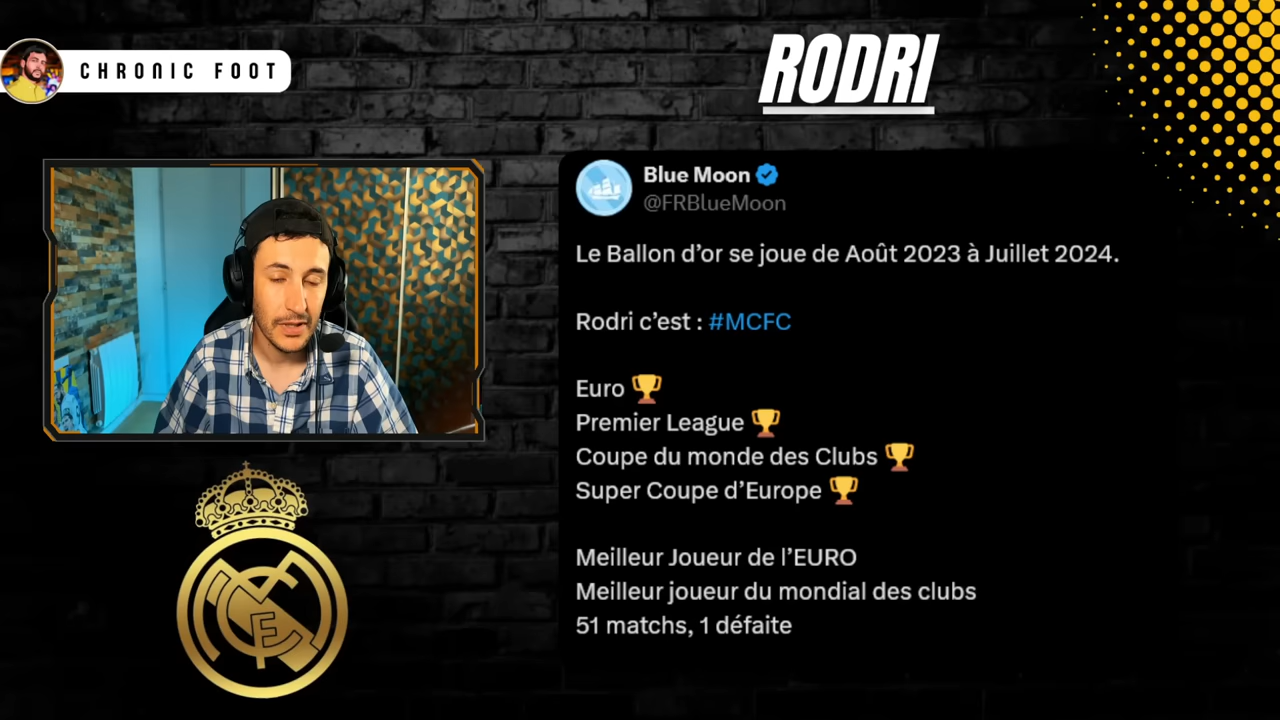 CHRONIC FOOT
RODRI
Blue Moon
@FRBlueMoon
Le Ballon d’or se joue de Août 2023 à Juillet 2024.
Rodri c’est : #MCFC
Euro 🏆
Premier League 🏆
Coupe du monde des Clubs 🏆
Super Coupe d’Europe 🏆
Meilleur Joueur de l’EURO
Meilleur joueur du mondial des clubs
51 matchs, 1 défaite